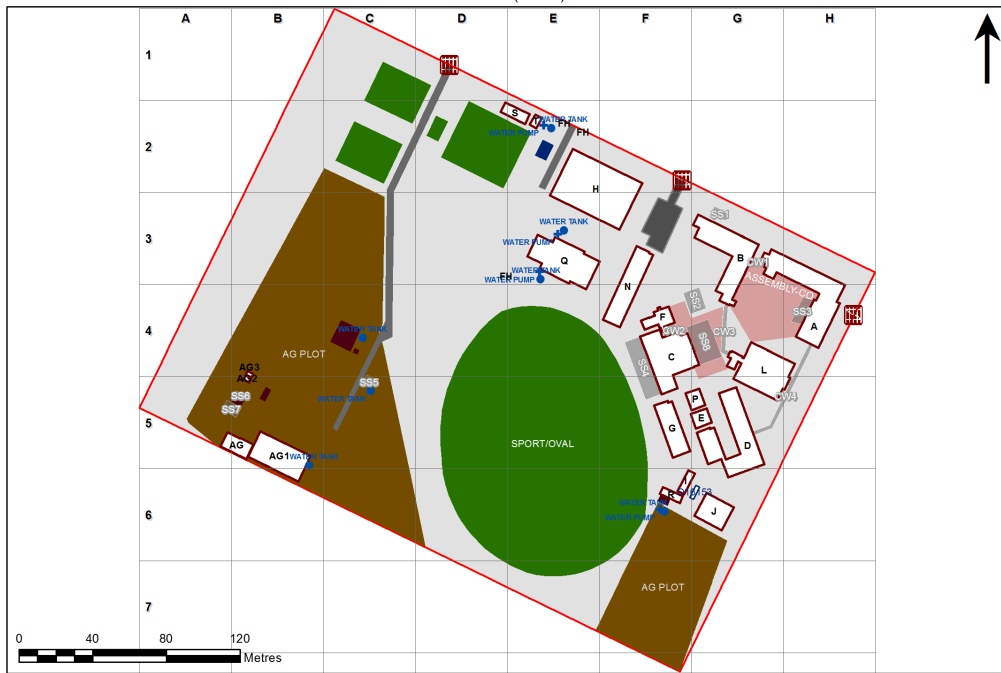 A B C D E F G H
1
S
T
FH
WATER TANK
WATER PUMP
FH
2
H
SS1
WATER TANK
3
WATER PUMP
B
Q
CW1
WATER TANK
FH
WATER PUMP
ASSEMBLY-CO
N
SS2
SS3
F
A
4
WATER TANK
CW2
CW3
SS8
AG PLOT
C
AG3
SS4
L
AG2
SS5
SS6
WATER TANK
CW4
P
SS7
5
E
G
SPORT/OVAL
D
AG
AG1
WATER TANK
I
R
WATER TANK
J
6
WATER PUMP
AG PLOT
7
0 40 80 120
Metres